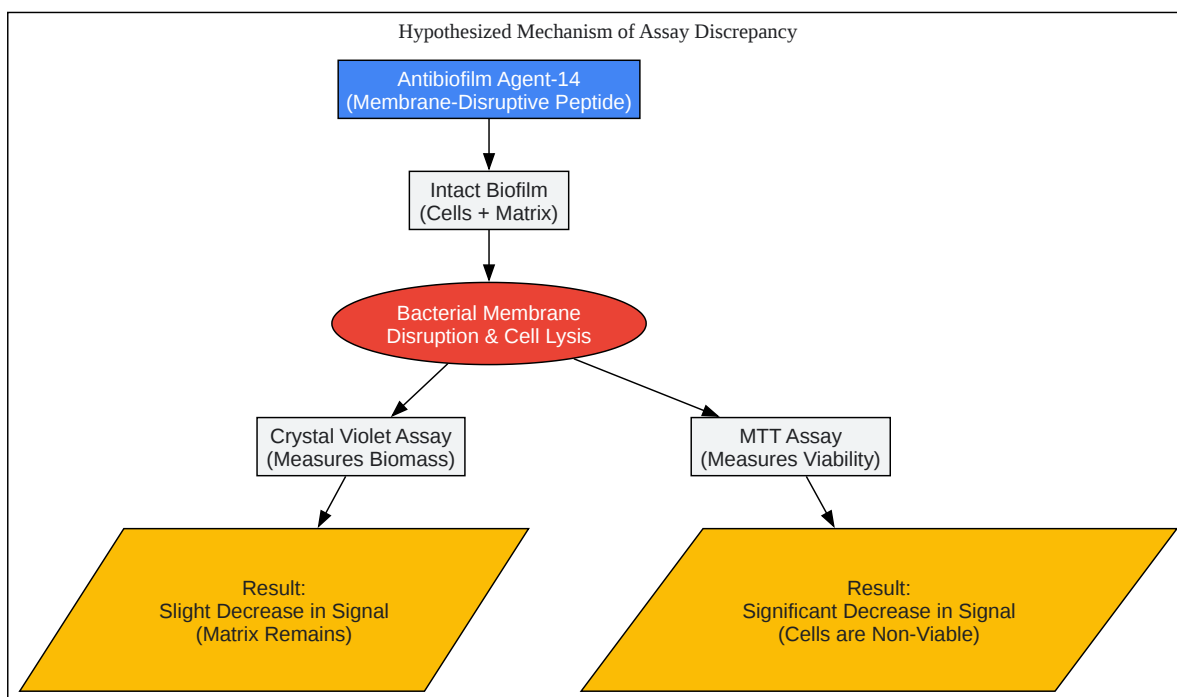 Hypothesized Mechanism of Assay Discrepancy
Antibiofilm Agent-14
(Membrane-Disruptive Peptide)
Intact Biofilm
(Cells + Matrix)
Bacterial Membrane
Disruption & Cell Lysis
Crystal Violet Assay
(Measures Biomass)
MTT Assay
(Measures Viability)
Result:
Slight Decrease in Signal
(Matrix Remains)
Result:
Significant Decrease in Signal
(Cells are Non-Viable)